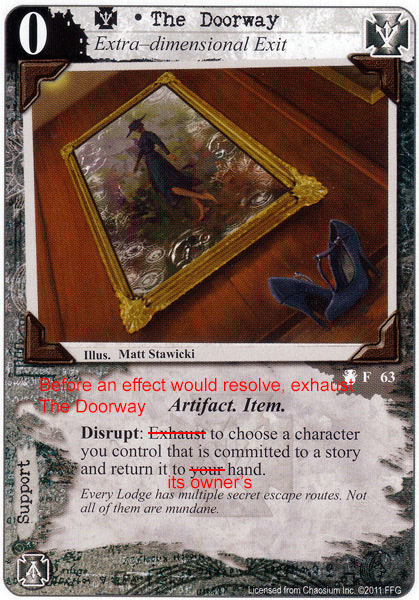 0
• The Doorway
Extra-dimensional Exit
Illus. Matt Stawicki
F 63
Before an effect would resolve, exhaust
The Doorway
Artifact. Item.
Disrupt: Exhaust to choose a character
you control that is committed to a story
and return it to your hand.
its owner's
Every Lodge has multiple secret escape routes. Not
all of them are mundane.
Support
Licensed from Chaosium Inc. ©2011 FFG